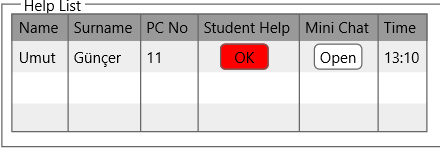 Help List
Name Surname PC No Student Help Mini Chat Time
Umut Günçer 11 OK Open 13:10